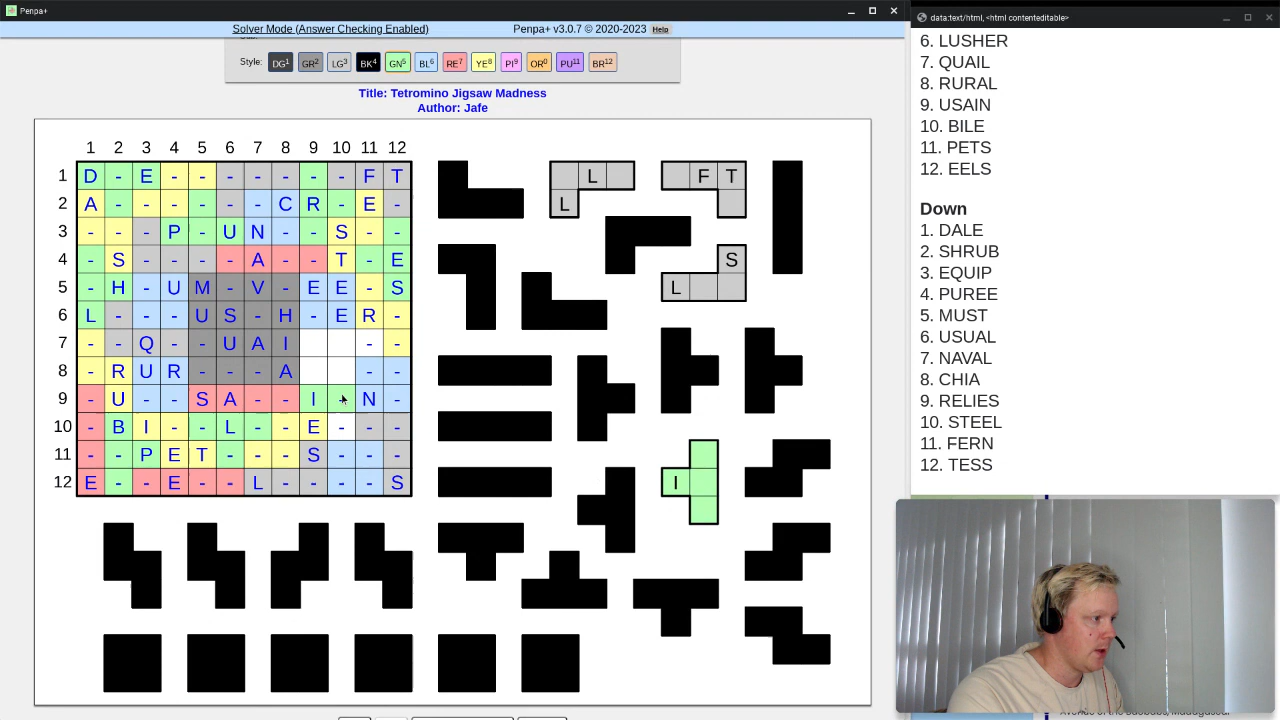 Penpa+
data:text/html, <html contenteditable>
Solver Mode (Answer Checking Enabled)
Penpa+ v3.0.7 © 2020-2023
Help
Style: DG1 GR2 LG3 BK4 GN5 BL6 RE7 YE8 PI9 OR0 PU11 BR12
Title: Tetromino Jigsaw Madness
Author: Jafe
1 2 3 4 5 6 7 8 9 10 11 12
1 D - E - - - - - - - F T
2 A - - - - - - C R - E -
3 - - - P - U N - - S - -
4 - S - - - - A - - T - E
5 - H - U M - V - E E - S
6 L - - - U S - H - E R -
7 - - Q - - U A I - -
8 - R U R - - - A - -
9 - U - - S A - - I - N -
10 - B I - - L - - E - - -
11 - - P E T - - - S - - -
12 E - - E - - L - - - - S
L
L
F T
S
L
I
6. LUSHER
7. QUAIL
8. RURAL
9. USAIN
10. BILE
11. PETS
12. EELS
Down
1. DALE
2. SHRUB
3. EQUIP
4. PUREE
5. MUST
6. USUAL
7. NAVAL
8. CHIA
9. RELIES
10. STEEL
11. FERN
12. TESS